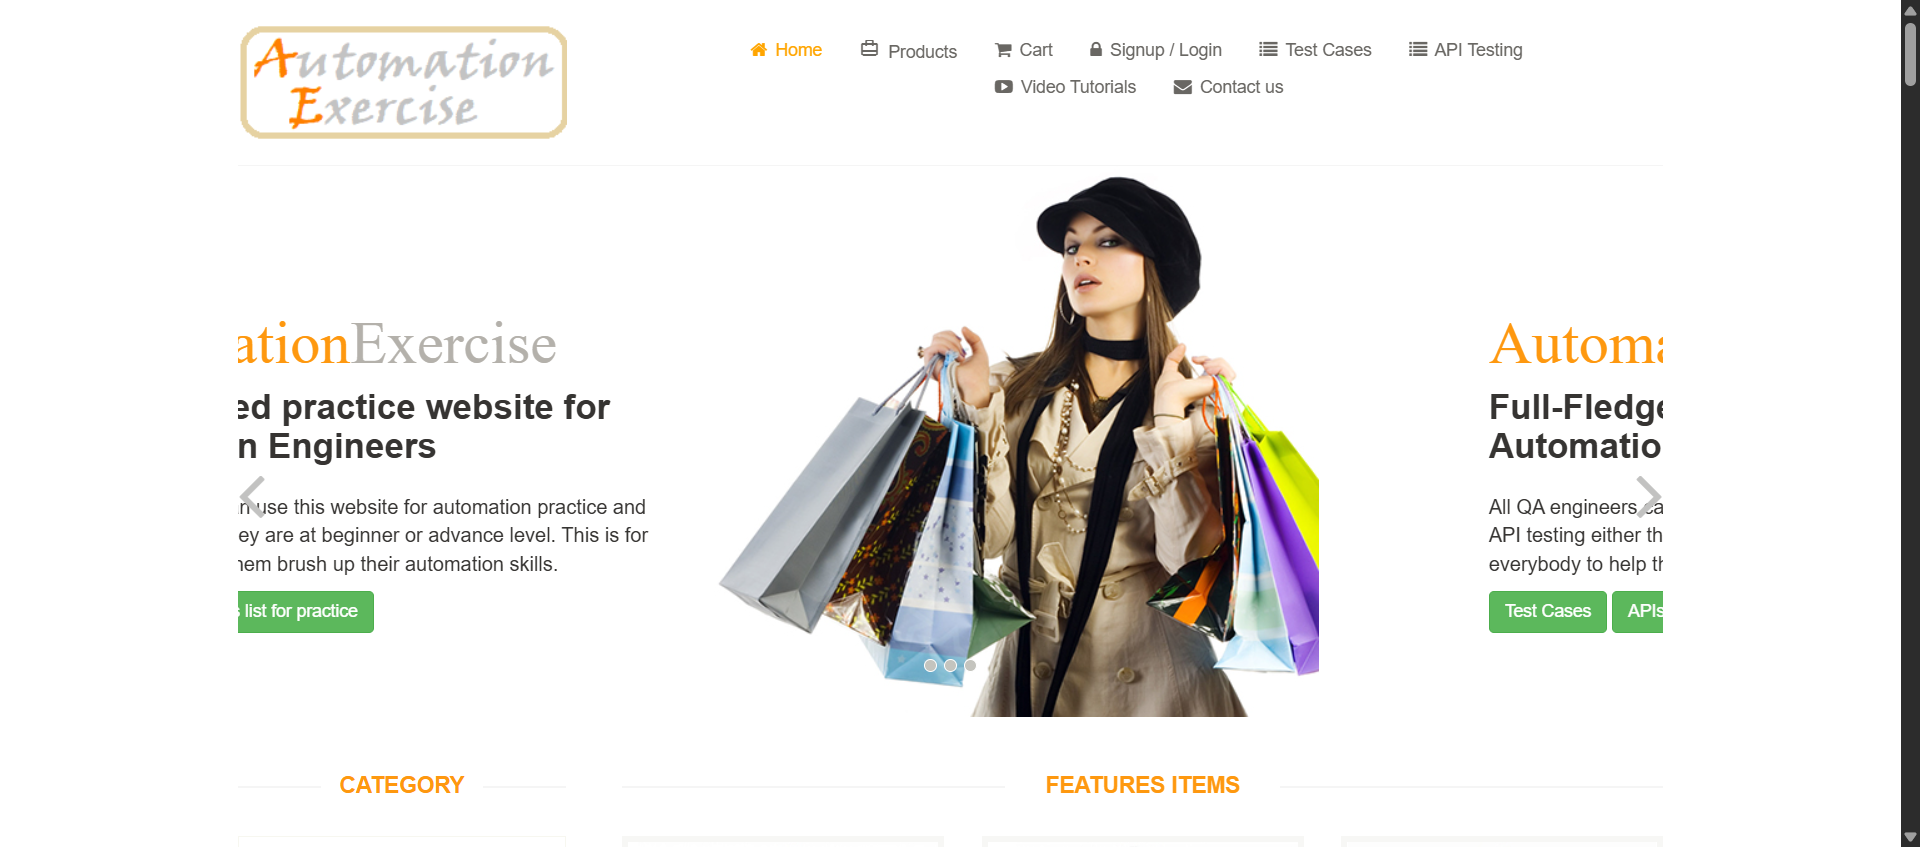 Automation
Exercise
Home
Products
Cart
Signup / Login
Test Cases
API Testing
Video Tutorials
Contact us
ationExercise
ed practice website for
n Engineers
use this website for automation practice and
ey are at beginner or advance level. This is for
hem brush up their automation skills.
list for practice
Automa
Full-Fledge
Automatio
All QA engineers
API testing either th
everybody to help th
Test Cases
APIs
CATEGORY
FEATURES ITEMS